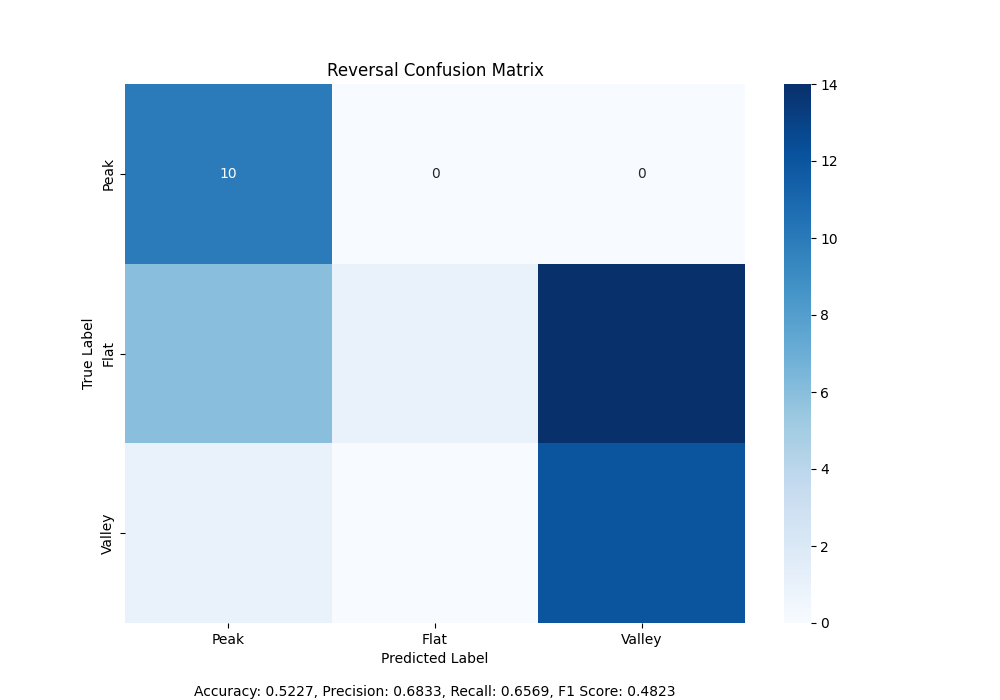 Reversal Confusion Matrix
14
12
10
8
6
4
2
0
Peak
10 0 0
True Label
Flat
Valley
Peak Flat Valley
Predicted Label
Accuracy: 0.5227, Precision: 0.6833, Recall: 0.6569, F1 Score: 0.4823